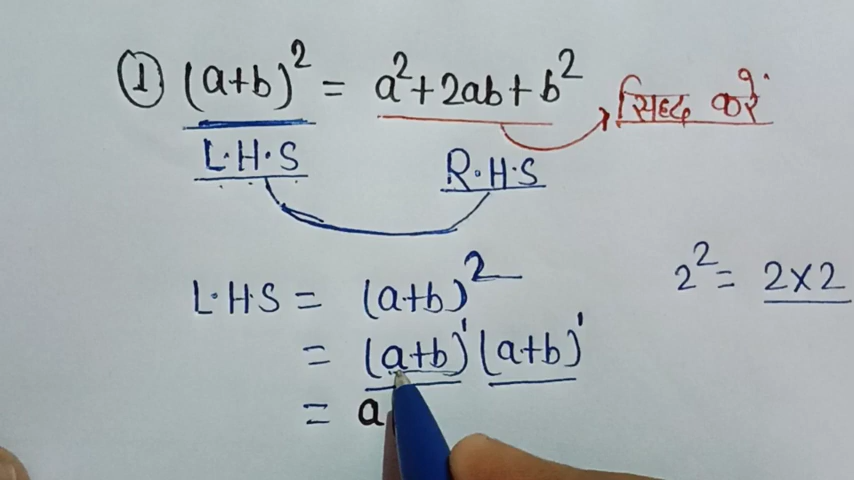 ① (a+b)² = a²+2ab+b² सिद्ध करें
L.H.S R.H.S
L.H.S = (a+b)² 2² = 2×2
= (a+b)¹ (a+b)¹
= a